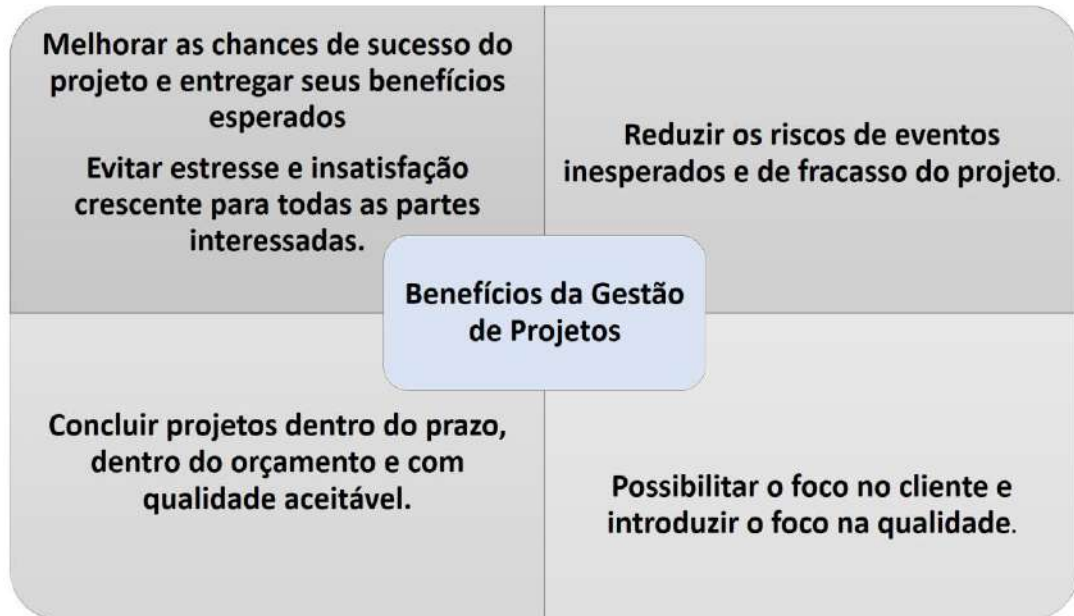 Melhorar as chances de sucesso do
projeto e entregar seus benefícios
esperados
Evitar estresse e insatisfação
crescente para todas as partes
interessadas.
Reduzir os riscos de eventos
inesperados e de fracasso do projeto.
Benefícios da Gestão
de Projetos
Concluir projetos dentro do prazo,
dentro do orçamento e com
qualidade aceitável.
Possibilitar o foco no cliente e
introduzir o foco na qualidade.